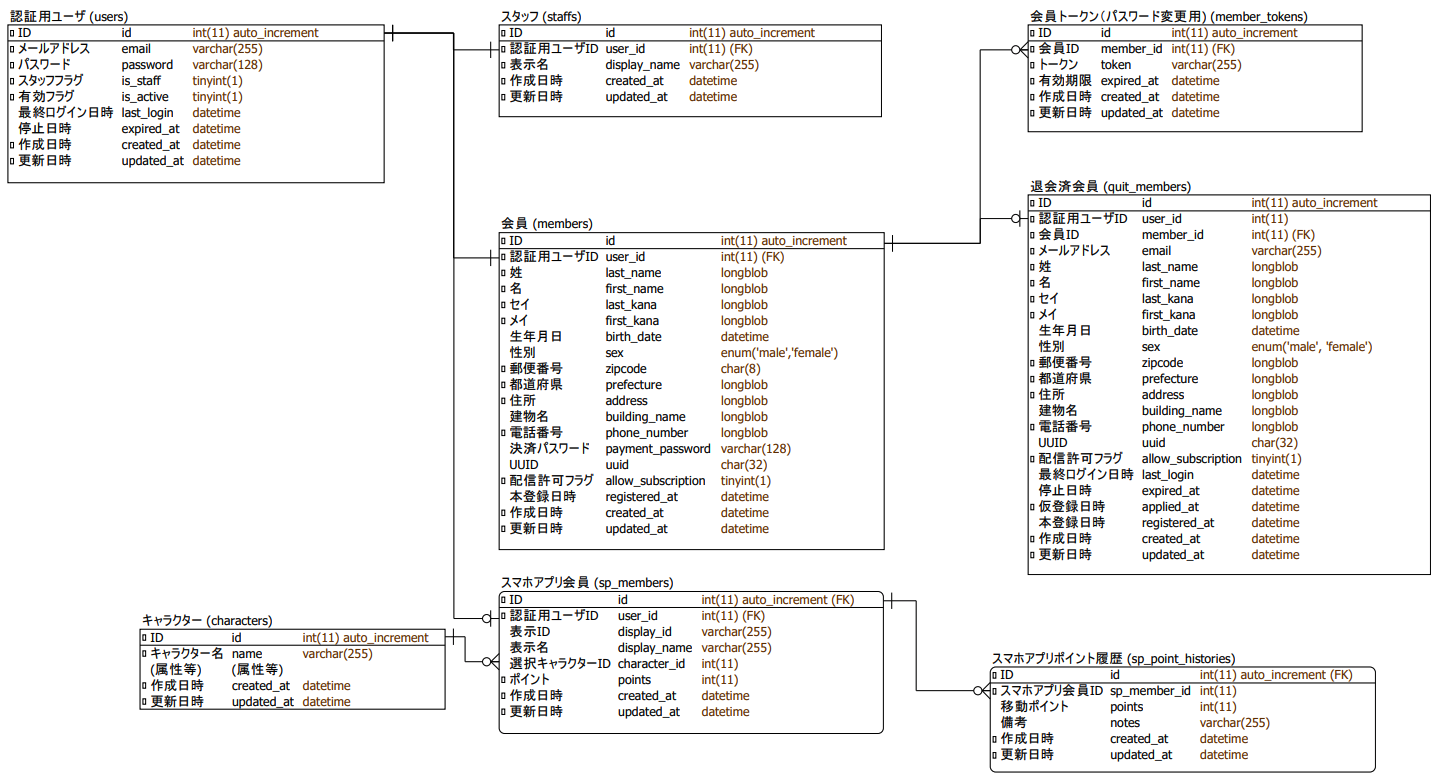 認証用ユーザ (users)
ID id int(11) auto_increment
メールアドレス email varchar(255)
パスワード password varchar(128)
スタッフフラグ is_staff tinyint(1)
有効フラグ is_active tinyint(1)
最終ログイン日時 last_login datetime
停止日時 expired_at datetime
作成日時 created_at datetime
更新日時 updated_at datetime
スタッフ (staffs)
ID id int(11) auto_increment
認証用ユーザID user_id int(11) (FK)
表示名 display_name varchar(255)
作成日時 created_at datetime
更新日時 updated_at datetime
会員トークン(パスワード変更用) (member_tokens)
ID id int(11) auto_increment
会員ID member_id int(11) (FK)
トークン token varchar(255)
有効期限 expired_at datetime
作成日時 created_at datetime
更新日時 updated_at datetime
会員 (members)
ID id int(11) auto_increment
認証用ユーザID user_id int(11) (FK)
姓 last_name longblob
名 first_name longblob
セイ last_kana longblob
メイ first_kana longblob
生年月日 birth_date datetime
性別 sex enum('male','female')
郵便番号 zipcode char(8)
都道府県 prefecture longblob
住所 address longblob
建物名 building_name longblob
電話番号 phone_number longblob
決済パスワード payment_password varchar(128)
UUID uuid char(32)
配信許可フラグ allow_subscription tinyint(1)
本登録日時 registered_at datetime
作成日時 created_at datetime
更新日時 updated_at datetime
退会済会員 (quit_members)
ID id int(11) auto_increment
認証用ユーザID user_id int(11)
会員ID member_id int(11) (FK)
メールアドレス email varchar(255)
姓 last_name longblob
名 first_name longblob
セイ last_kana longblob
メイ first_kana longblob
生年月日 birth_date datetime
性別 sex enum('male', 'female')
郵便番号 zipcode longblob
都道府県 prefecture longblob
住所 address longblob
建物名 building_name longblob
電話番号 phone_number longblob
UUID uuid char(32)
配信許可フラグ allow_subscription tinyint(1)
最終ログイン日時 last_login datetime
停止日時 expired_at datetime
仮登録日時 applied_at datetime
本登録日時 registered_at datetime
作成日時 created_at datetime
更新日時 updated_at datetime
キャラクター (characters)
ID id int(11) auto_increment
キャラクター名 name varchar(255)
(属性等) (属性等)
作成日時 created_at datetime
更新日時 updated_at datetime
スマホアプリ会員 (sp_members)
ID id int(11) auto_increment (FK)
認証用ユーザID user_id int(11) (FK)
表示ID display_id varchar(255)
表示名 display_name varchar(255)
選択キャラクターID character_id int(11)
ポイント points int(11)
作成日時 created_at datetime
更新日時 updated_at datetime
スマホアプリポイント履歴 (sp_point_histories)
ID id int(11) auto_increment (FK)
スマホアプリ会員ID sp_member_id int(11)
移動ポイント points int(11)
備考 notes varchar(255)
作成日時 created_at datetime
更新日時 updated_at datetime